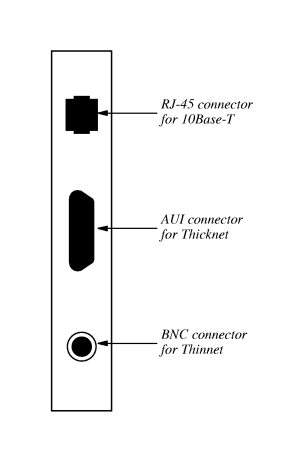 RJ-45 connector
for 10Base-T
AUI connector
for Thicknet
BNC connector
for Thinnet